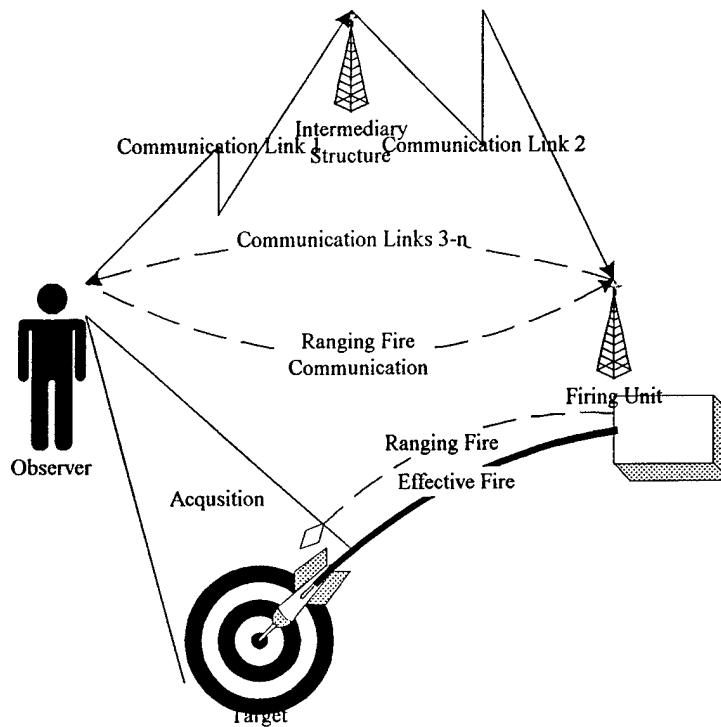 Intermediary
Structure
Communication Link 1
Communication Link 2
Communication Links 3-n
Ranging Fire
Communication
Firing Unit
Observer
Ranging Fire
Effective Fire
Acqusition
Target